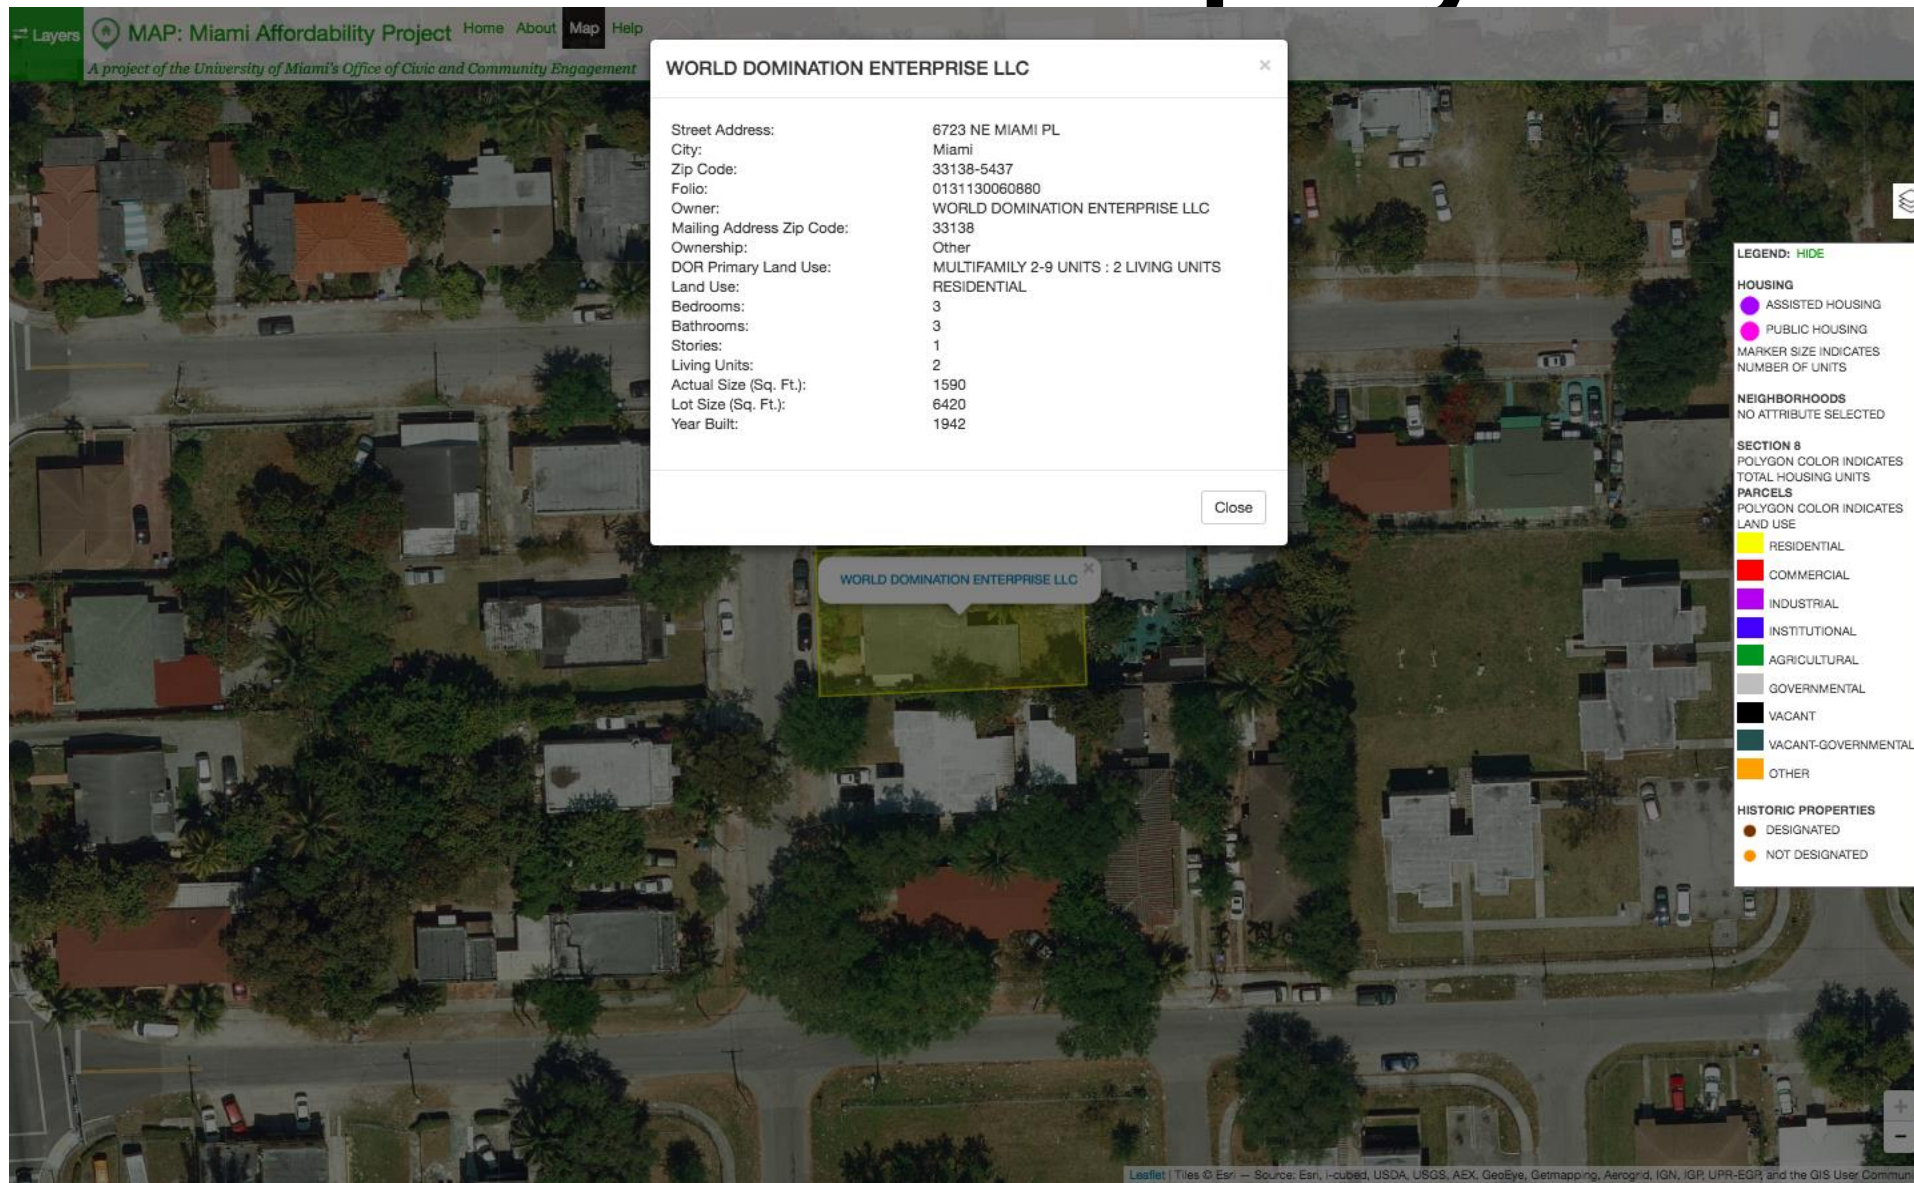 Layers
MAP: Miami Affordability Project Home About Map Help
A project of the University of Miami's Office of Civic and Community Engagement
WORLD DOMINATION ENTERPRISE LLC ×
Street Address: 6723 NE MIAMI PL
City: Miami
Zip Code: 33138-5437
Folio: 0131130060880
Owner: WORLD DOMINATION ENTERPRISE LLC
Mailing Address Zip Code: 33138
Ownership: Other
DOR Primary Land Use: MULTIFAMILY 2-9 UNITS : 2 LIVING UNITS
Land Use: RESIDENTIAL
Bedrooms: 3
Bathrooms: 3
Stories: 1
Living Units: 2
Actual Size (Sq. Ft.): 1590
Lot Size (Sq. Ft.): 6420
Year Built: 1942
Close
WORLD DOMINATION ENTERPRISE LLC ×
LEGEND: HIDE
HOUSING
ASSISTED HOUSING
PUBLIC HOUSING
MARKER SIZE INDICATES
NUMBER OF UNITS
NEIGHBORHOODS
NO ATTRIBUTE SELECTED
SECTION 8
POLYGON COLOR INDICATES
TOTAL HOUSING UNITS
PARCELS
POLYGON COLOR INDICATES
LAND USE
RESIDENTIAL
COMMERCIAL
INDUSTRIAL
INSTITUTIONAL
AGRICULTURAL
GOVERNMENTAL
VACANT
VACANT-GOVERNMENTAL
OTHER
HISTORIC PROPERTIES
DESIGNATED
NOT DESIGNATED
+
−
Leaflet | Tiles © Esri — Source: Esri, i-cubed, USDA, USGS, AEX, GeoEye, Getmapping, Aerogrid, IGN, IGP, UPR-EGP, and the GIS User